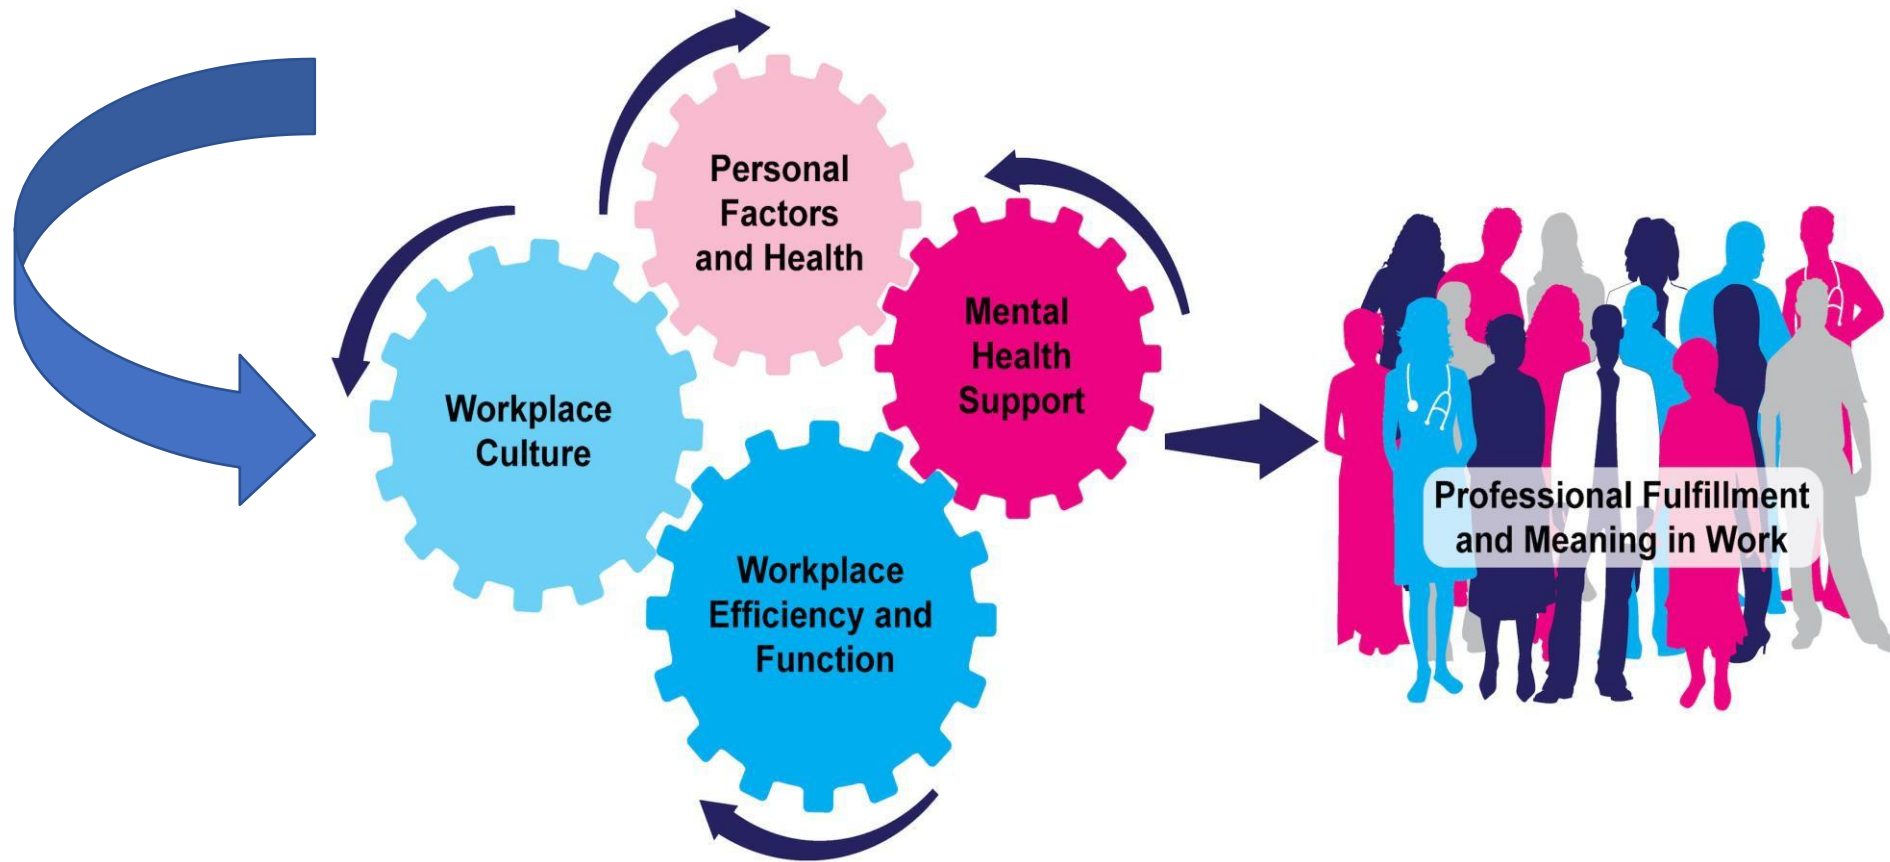 Personal
Factors
and Health
Mental
Health
Support
Workplace
Culture
Workplace
Efficiency and
Function
Professional Fulfillment
and Meaning in Work